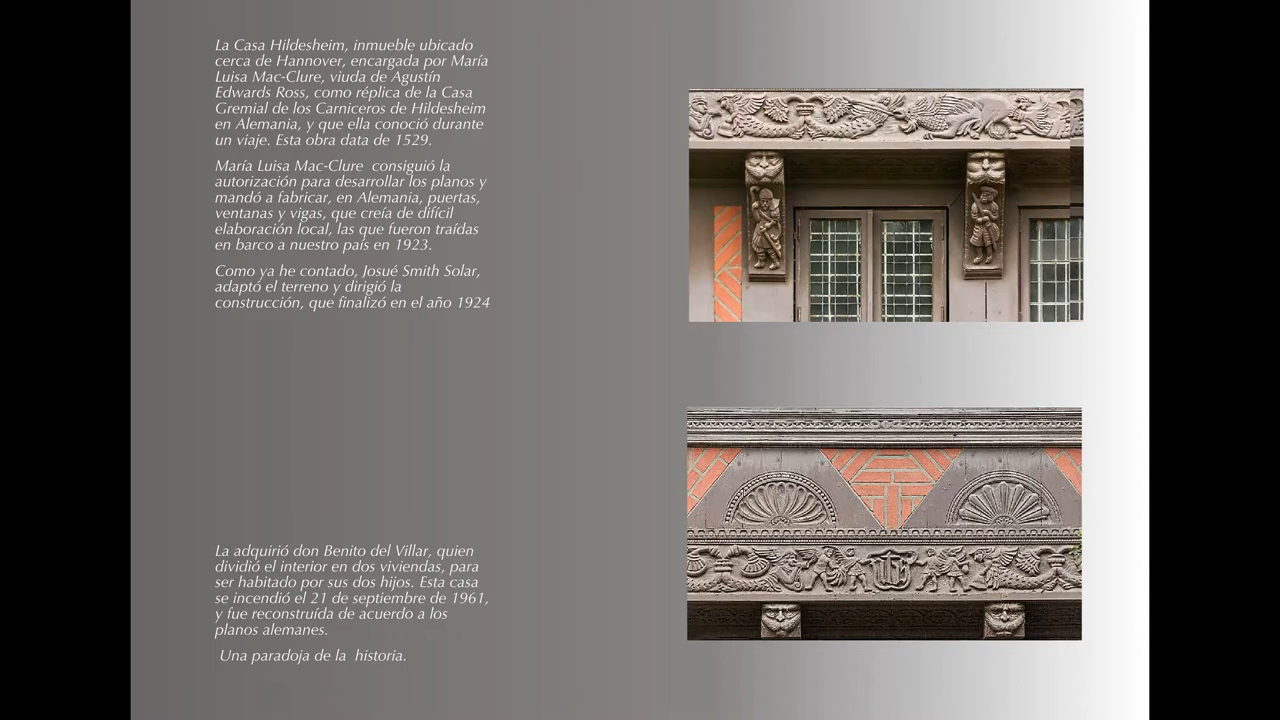 La Casa Hildesheim, inmueble ubicado
cerca de Hannover, encargada por María
Luisa Mac-Clure, viuda de Agustín
Edwards Ross, como réplica de la Casa
Gremial de los Carniceros de Hildesheim
en Alemania, y que ella conoció durante
un viaje. Esta obra data de 1529.
María Luisa Mac-Clure  consiguió la
autorización para desarrollar los planos y
mandó a fabricar, en Alemania, puertas,
ventanas y vigas, que creía de difícil
elaboración local, las que fueron traídas
en barco a nuestro país en 1923.
Como ya he contado, Josué Smith Solar,
adaptó el terreno y dirigió la
construcción, que finalizó en el año 1924
La adquirió don Benito del Villar, quien
dividió el interior en dos viviendas, para
ser habitado por sus dos hijos. Esta casa
se incendió el 21 de septiembre de 1961,
y fue reconstruída de acuerdo a los
planos alemanes.
Una paradoja de la  historia.